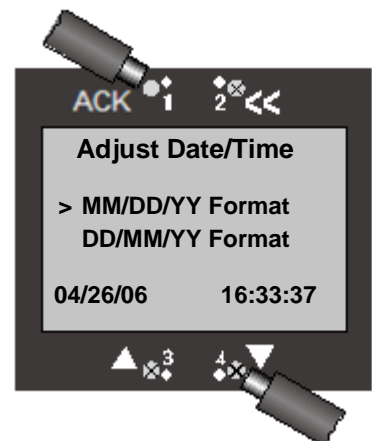 ACK 1 2 <<
Adjust Date/Time
> MM/DD/YY Format
DD/MM/YY Format
04/26/06 16:33:37
3 4